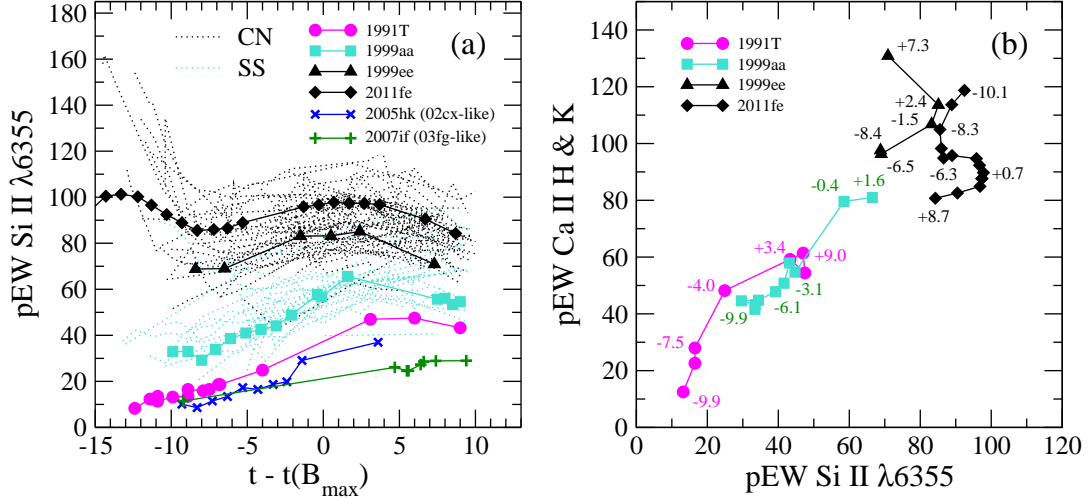 pEW Si II λ6355
180
160
140
120
100
80
60
40
20
0
-15
-10
-5
0
5
10
t - t(Bmax)
CN
SS
1991T
1999aa
1999ee
2011fe
2005hk (02cx-like)
2007if (03fg-like)
(a)
pEW Ca II H & K
140
120
100
80
60
40
20
0
0
20
40
60
80
100
120
pEW Si II λ6355
1991T
1999aa
1999ee
2011fe
(b)
+7.3
+2.4
-10.1
-1.5
-8.4
-8.3
-6.5
-6.3
+0.7
-0.4
+1.6
+8.7
+3.4
+9.0
-4.0
-3.1
-6.1
-9.9
-7.5
-9.9